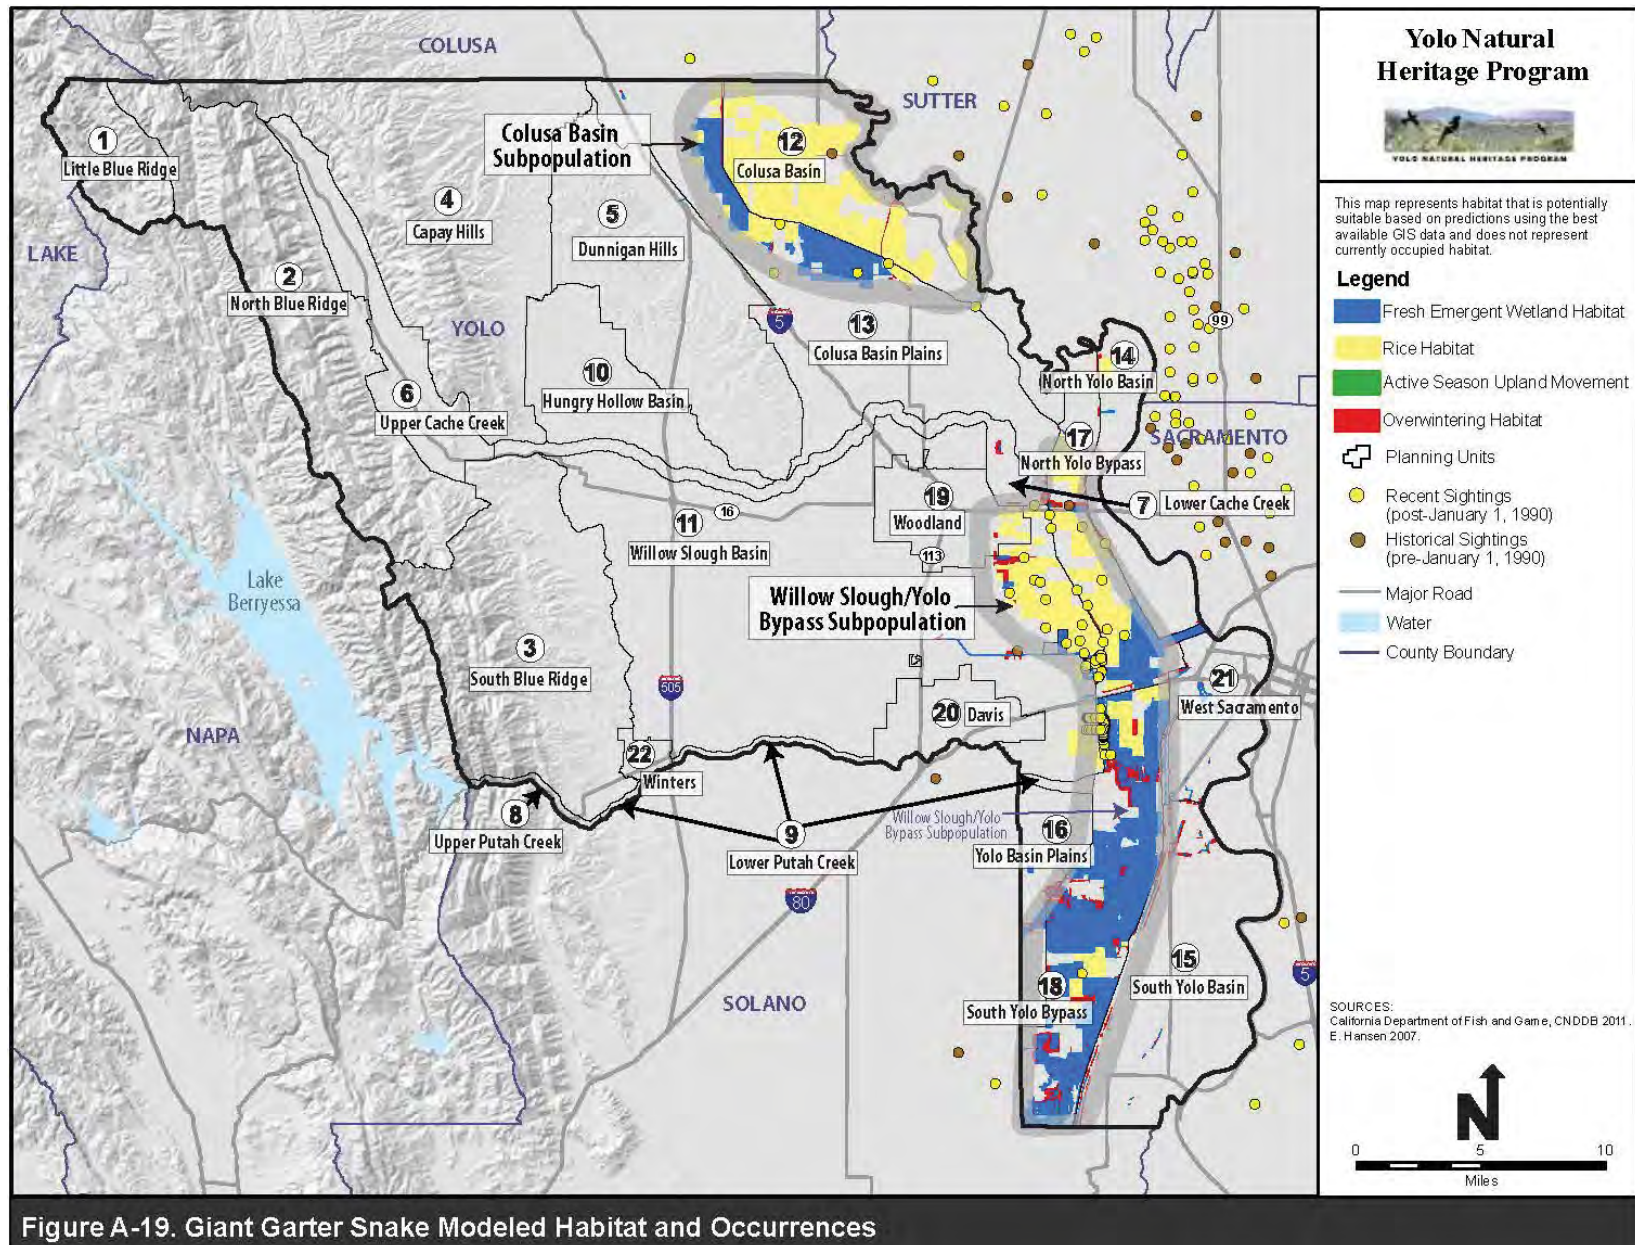 COLUSA
SUTTER
LAKE
YOLO
SACRAMENTO
NAPA
SOLANO
Lake
Berryessa
Colusa Basin
Subpopulation
Willow Slough/Yolo
Bypass Subpopulation
Willow Slough/Yolo
Bypass Subpopulation
1
Little Blue Ridge
2
North Blue Ridge
3
South Blue Ridge
4
Capay Hills
5
Dunnigan Hills
6
Upper Cache Creek
7
Lower Cache Creek
8
Upper Putah Creek
9
Lower Putah Creek
10
Hungry Hollow Basin
11
Willow Slough Basin
12
Colusa Basin
13
Colusa Basin Plains
14
North Yolo Basin
15
South Yolo Basin
16
Yolo Basin Plains
17
North Yolo Bypass
18
South Yolo Bypass
19
Woodland
20
Davis
21
West Sacramento
22
Winters
5
99
16
113
505
80
5
Yolo Natural
Heritage Program
YOLO NATURAL HERITAGE PROGRAM
This map represents habitat that is potentially
suitable based on predictions using the best
available GIS data and does not represent
currently occupied habitat.
Legend
Fresh Emergent Wetland Habitat
Rice Habitat
Active Season Upland Movement
Overwintering Habitat
Planning Units
Recent Sightings
(post-January 1, 1990)
Historical Sightings
(pre-January 1, 1990)
Major Road
Water
County Boundary
SOURCES:
California Department of Fish and Game, CNDDB 2011.
E. Hansen 2007.
N
0 5 10
Miles
Figure A-19. Giant Garter Snake Modeled Habitat and Occurrences